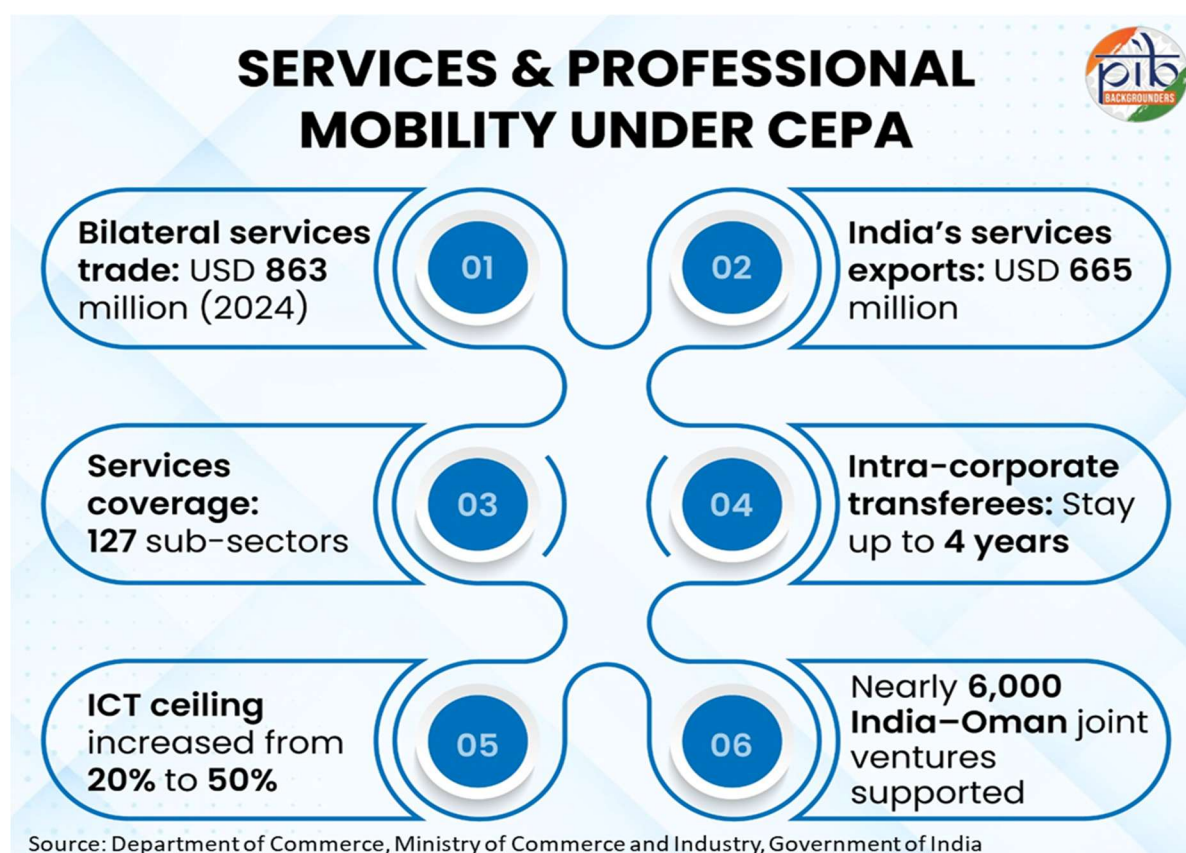 SERVICES & PROFESSIONAL
MOBILITY UNDER CEPA
pib
BACKGROUNDERS
Bilateral services
trade: USD 863
million (2024)
01
02
India’s services
exports: USD 665
million
Services
coverage:
127 sub-sectors
03
04
Intra-corporate
transferees: Stay
up to 4 years
ICT ceiling
increased from
20% to 50%
05
06
Nearly 6,000
India–Oman joint
ventures
supported
Source: Department of Commerce, Ministry of Commerce and Industry, Government of India